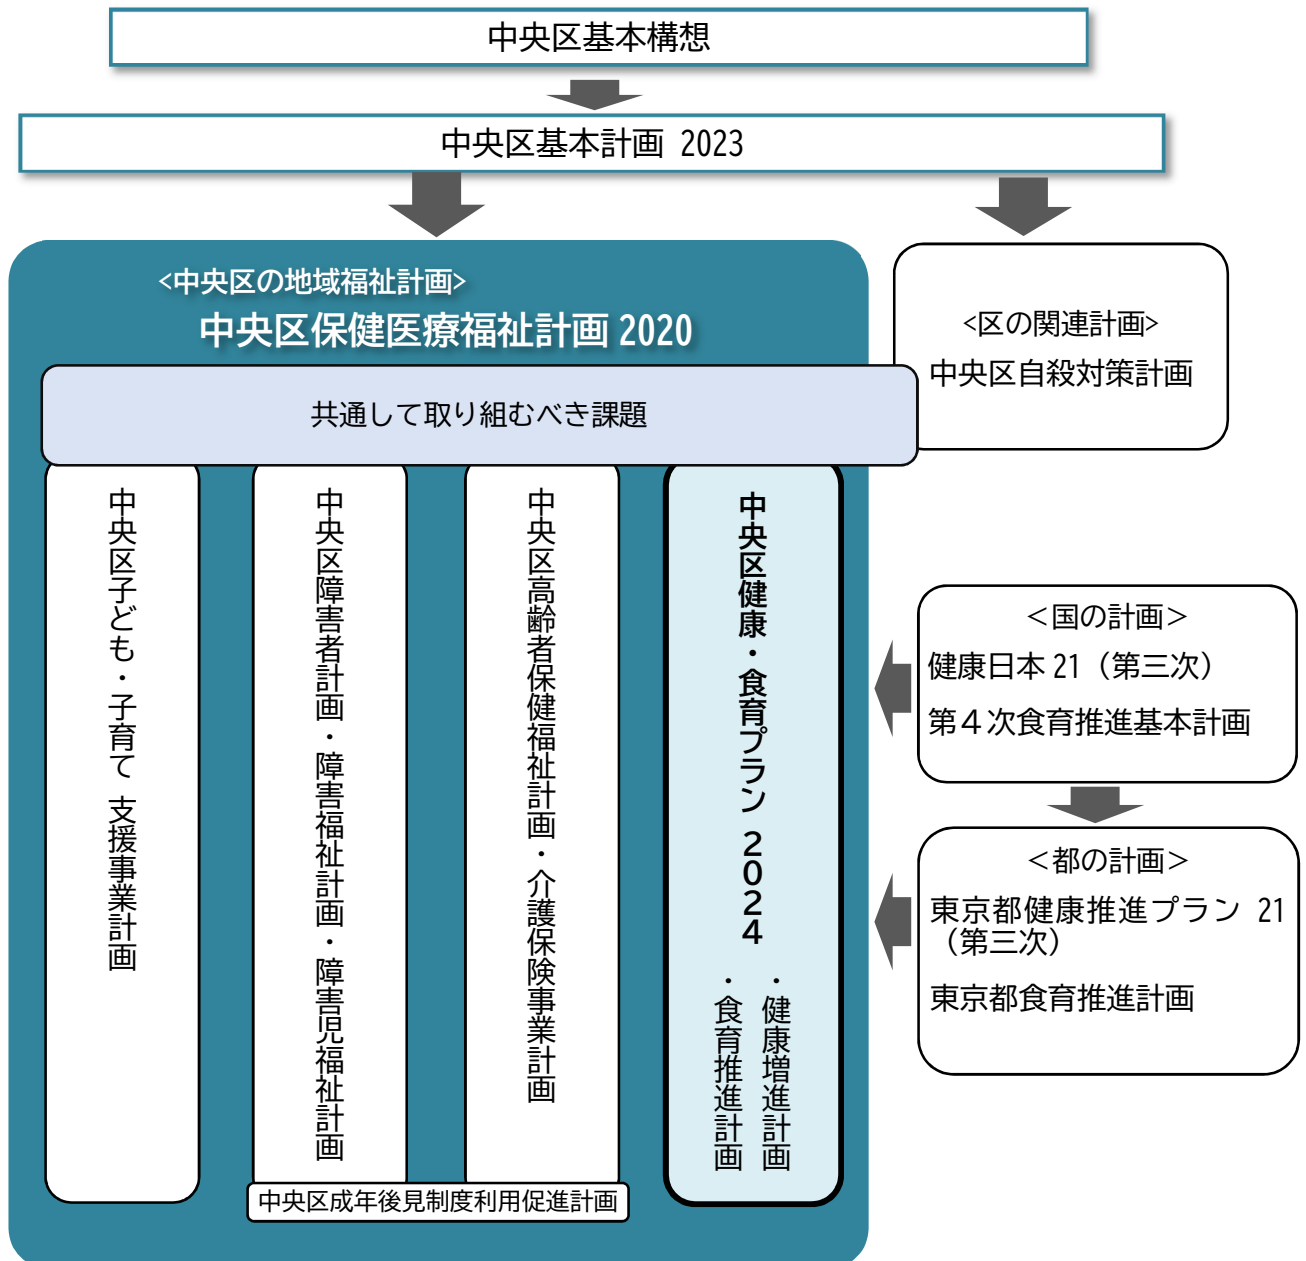 中央区基本構想
中央区基本計画 2023
<中央区の地域福祉計画>
中央区保健医療福祉計画 2020
<区の関連計画>
中央区自殺対策計画
共通して取り組むべき課題
中央区子ども・子育て 支援事業計画
中央区障害者計画・障害福祉計画・障害児福祉計画
中央区高齢者保健福祉計画・介護保険事業計画
中央区健康・食育プラン 2024
・健康増進計画
・食育推進計画
中央区成年後見制度利用促進計画
＜国の計画＞
健康日本 21（第三次）
第４次食育推進基本計画
＜都の計画＞
東京都健康推進プラン 21
（第三次）
東京都食育推進計画